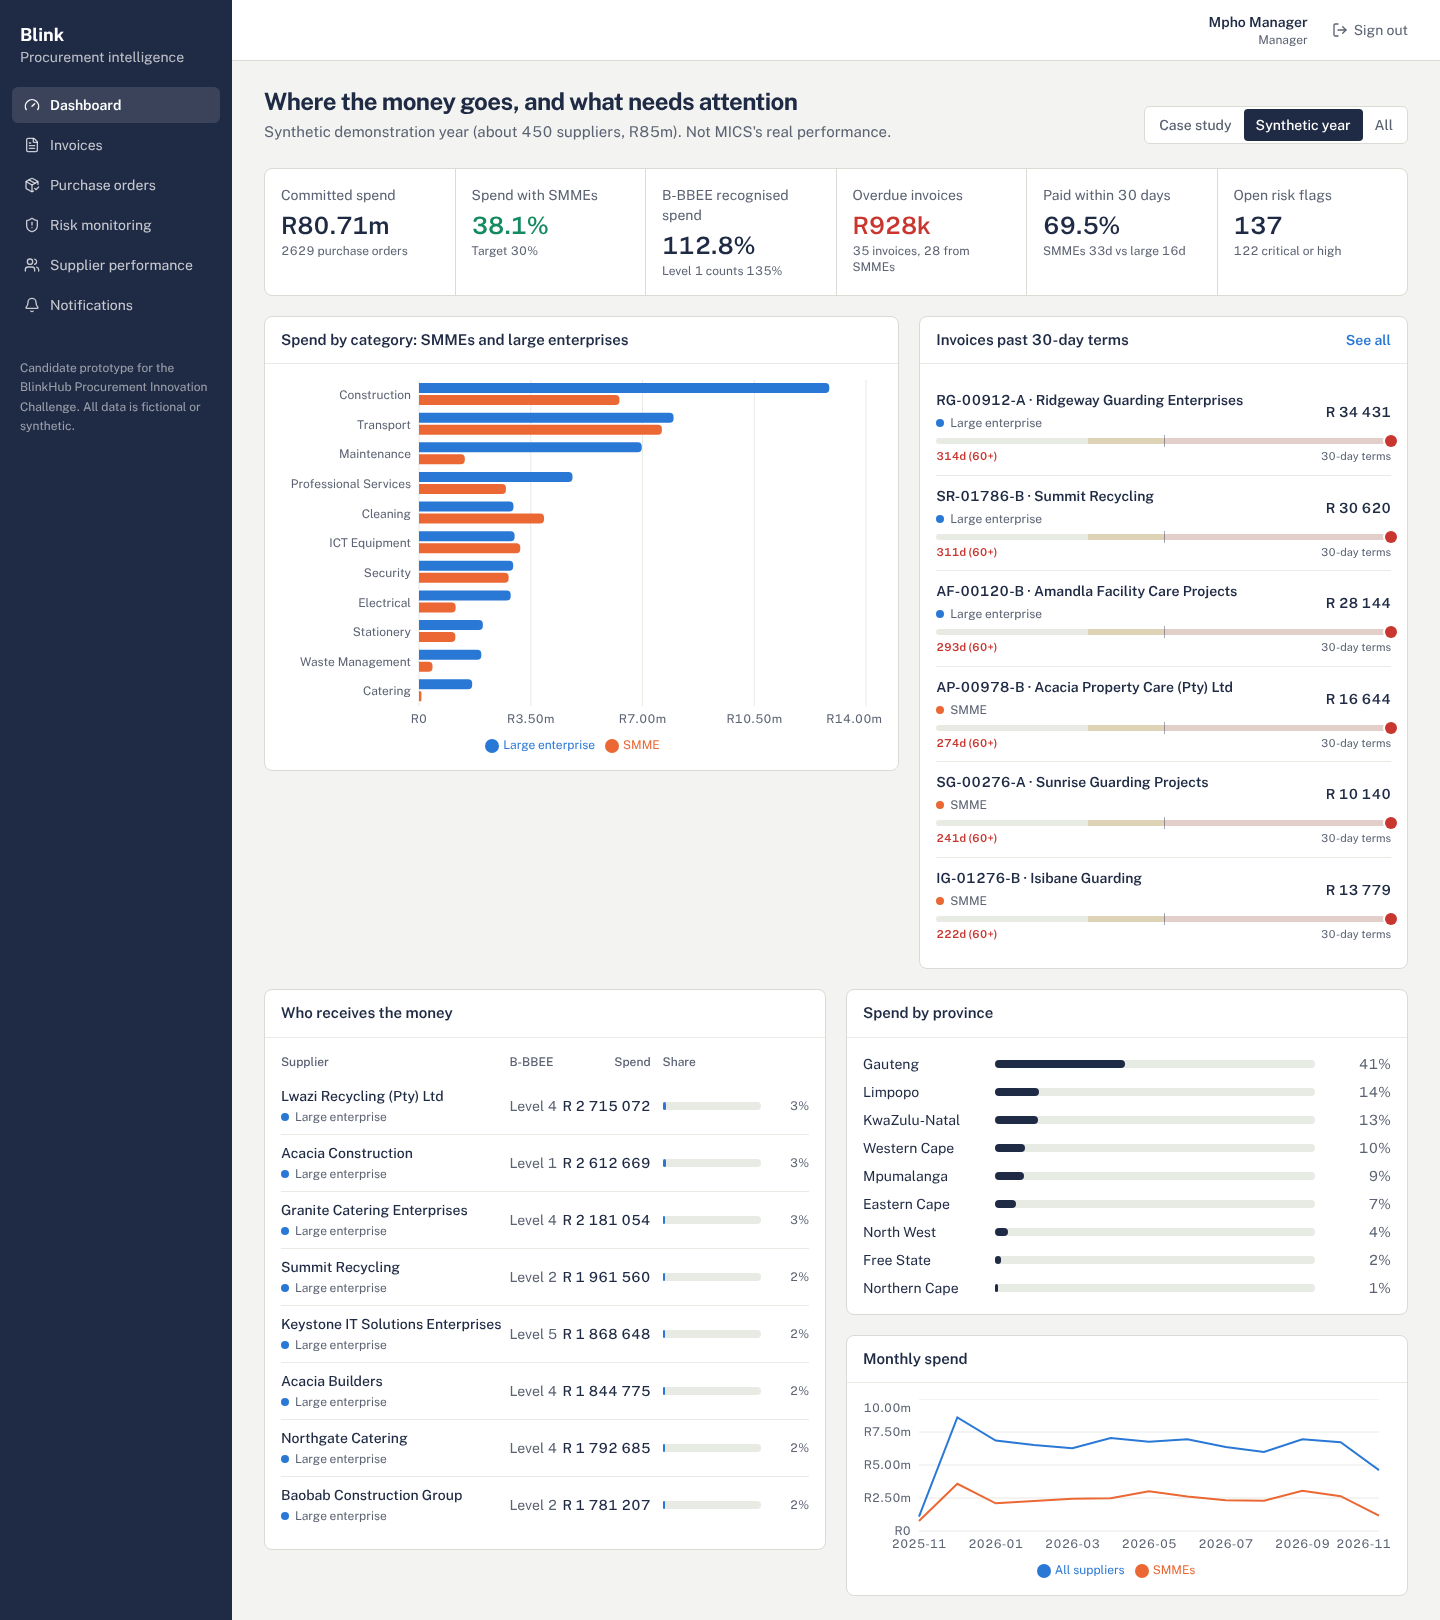 Blink
Procurement intelligence
Dashboard
Invoices
Purchase orders
Risk monitoring
Supplier performance
Notifications
Candidate prototype for the
BlinkHub Procurement Innovation
Challenge. All data is fictional or
synthetic.
Mpho Manager
Manager
Sign out
Where the money goes, and what needs attention
Synthetic demonstration year (about 450 suppliers, R85m). Not MICS's real performance.
Case study Synthetic year All
Committed spend
R80.71m
2629 purchase orders
Spend with SMMEs
38.1%
Target 30%
B-BBEE recognised
spend
112.8%
Level 1 counts 135%
Overdue invoices
R928k
35 invoices, 28 from
SMMEs
Paid within 30 days
69.5%
SMMEs 33d vs large 16d
Open risk flags
137
122 critical or high
Spend by category: SMMEs and large enterprises
Construction
Transport
Maintenance
Professional Services
Cleaning
ICT Equipment
Security
Electrical
Stationery
Waste Management
Catering
R0 R3.50m R7.00m R10.50m R14.00m
Large enterprise SMME
Invoices past 30-day terms See all
RG-00912-A · Ridgeway Guarding Enterprises
Large enterprise
R 34 431
314d (60+) 30-day terms
SR-01786-B · Summit Recycling
Large enterprise
R 30 620
311d (60+) 30-day terms
AF-00120-B · Amandla Facility Care Projects
Large enterprise
R 28 144
293d (60+) 30-day terms
AP-00978-B · Acacia Property Care (Pty) Ltd
SMME
R 16 644
274d (60+) 30-day terms
SG-00276-A · Sunrise Guarding Projects
SMME
R 10 140
241d (60+) 30-day terms
IG-01276-B · Isibane Guarding
SMME
R 13 779
222d (60+) 30-day terms
Who receives the money
Supplier B-BBEE Spend Share
Lwazi Recycling (Pty) Ltd
Large enterprise
Level 4 R 2 715 072 3%
Acacia Construction
Large enterprise
Level 1 R 2 612 669 3%
Granite Catering Enterprises
Large enterprise
Level 4 R 2 181 054 3%
Summit Recycling
Large enterprise
Level 2 R 1 961 560 2%
Keystone IT Solutions Enterprises
Large enterprise
Level 5 R 1 868 648 2%
Acacia Builders
Large enterprise
Level 4 R 1 844 775 2%
Northgate Catering
Large enterprise
Level 4 R 1 792 685 2%
Baobab Construction Group
Large enterprise
Level 2 R 1 781 207 2%
Spend by province
Gauteng 41%
Limpopo 14%
KwaZulu-Natal 13%
Western Cape 10%
Mpumalanga 9%
Eastern Cape 7%
North West 4%
Free State 2%
Northern Cape 1%
Monthly spend
10.00m
R7.50m
R5.00m
R2.50m
R0
2025-11 2026-01 2026-03 2026-05 2026-07 2026-09 2026-11
All suppliers SMMEs